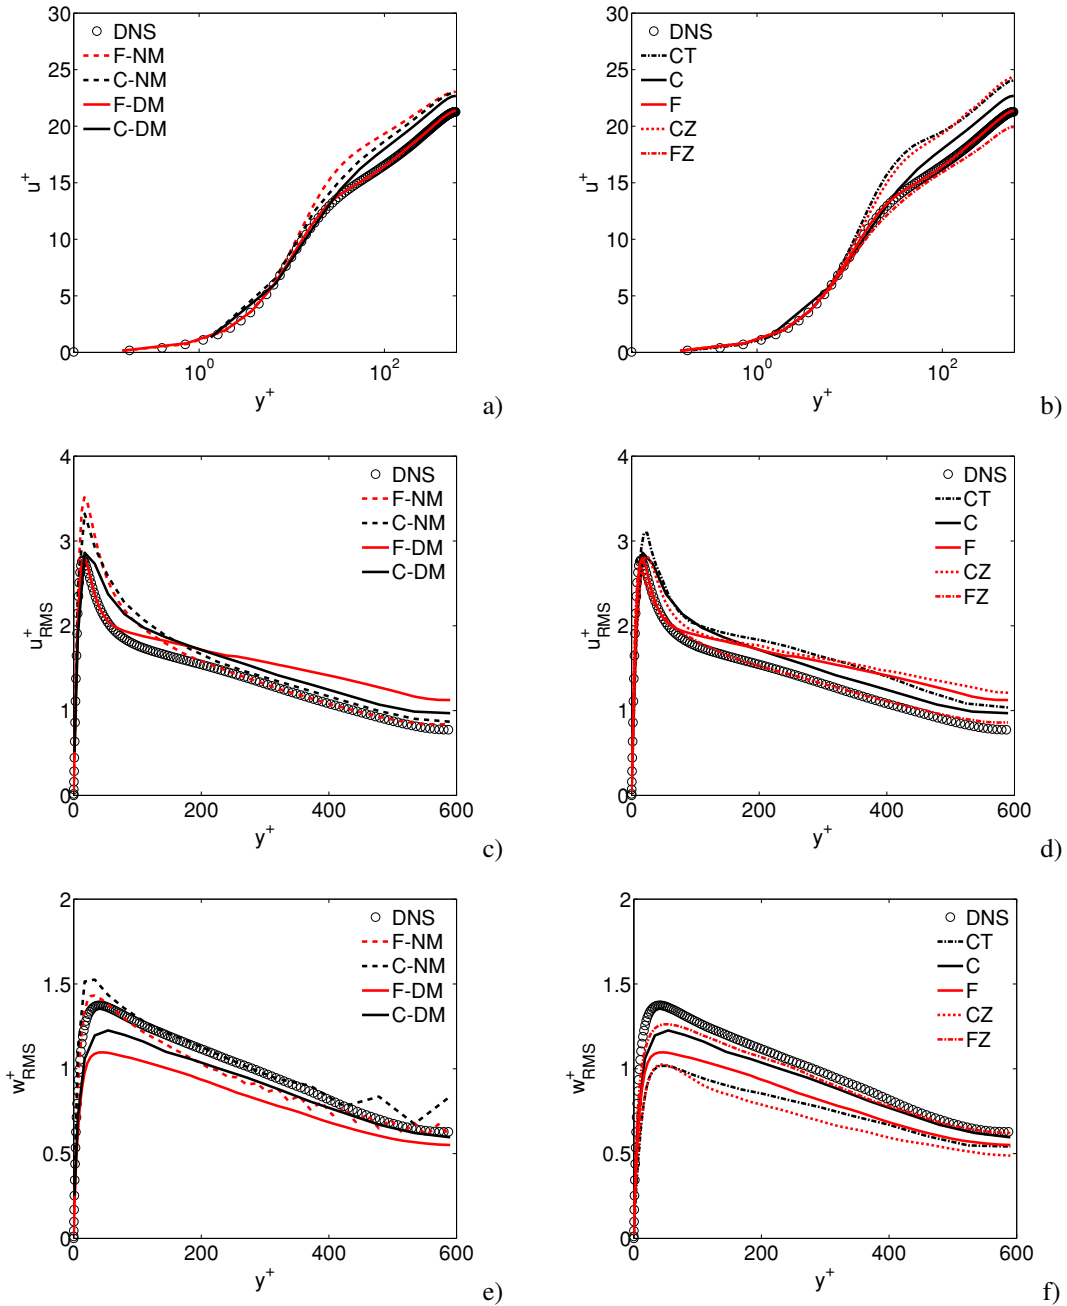 30
25
20
15
10
5
0
u+
10^0
10^2
y+
DNS
F-NM
C-NM
F-DM
C-DM
a)
30
25
20
15
10
5
0
u+
10^0
10^2
y+
DNS
CT
C
F
CZ
FZ
b)
4
3
2
1
0
u+RMS
0
200
400
600
y+
DNS
F-NM
C-NM
F-DM
C-DM
c)
4
3
2
1
0
u+RMS
0
200
400
600
y+
DNS
CT
C
F
CZ
FZ
d)
2
1.5
1
0.5
0
w+RMS
0
200
400
600
y+
DNS
F-NM
C-NM
F-DM
C-DM
e)
2
1.5
1
0.5
0
w+RMS
0
200
400
600
y+
DNS
CT
C
F
CZ
FZ
f)